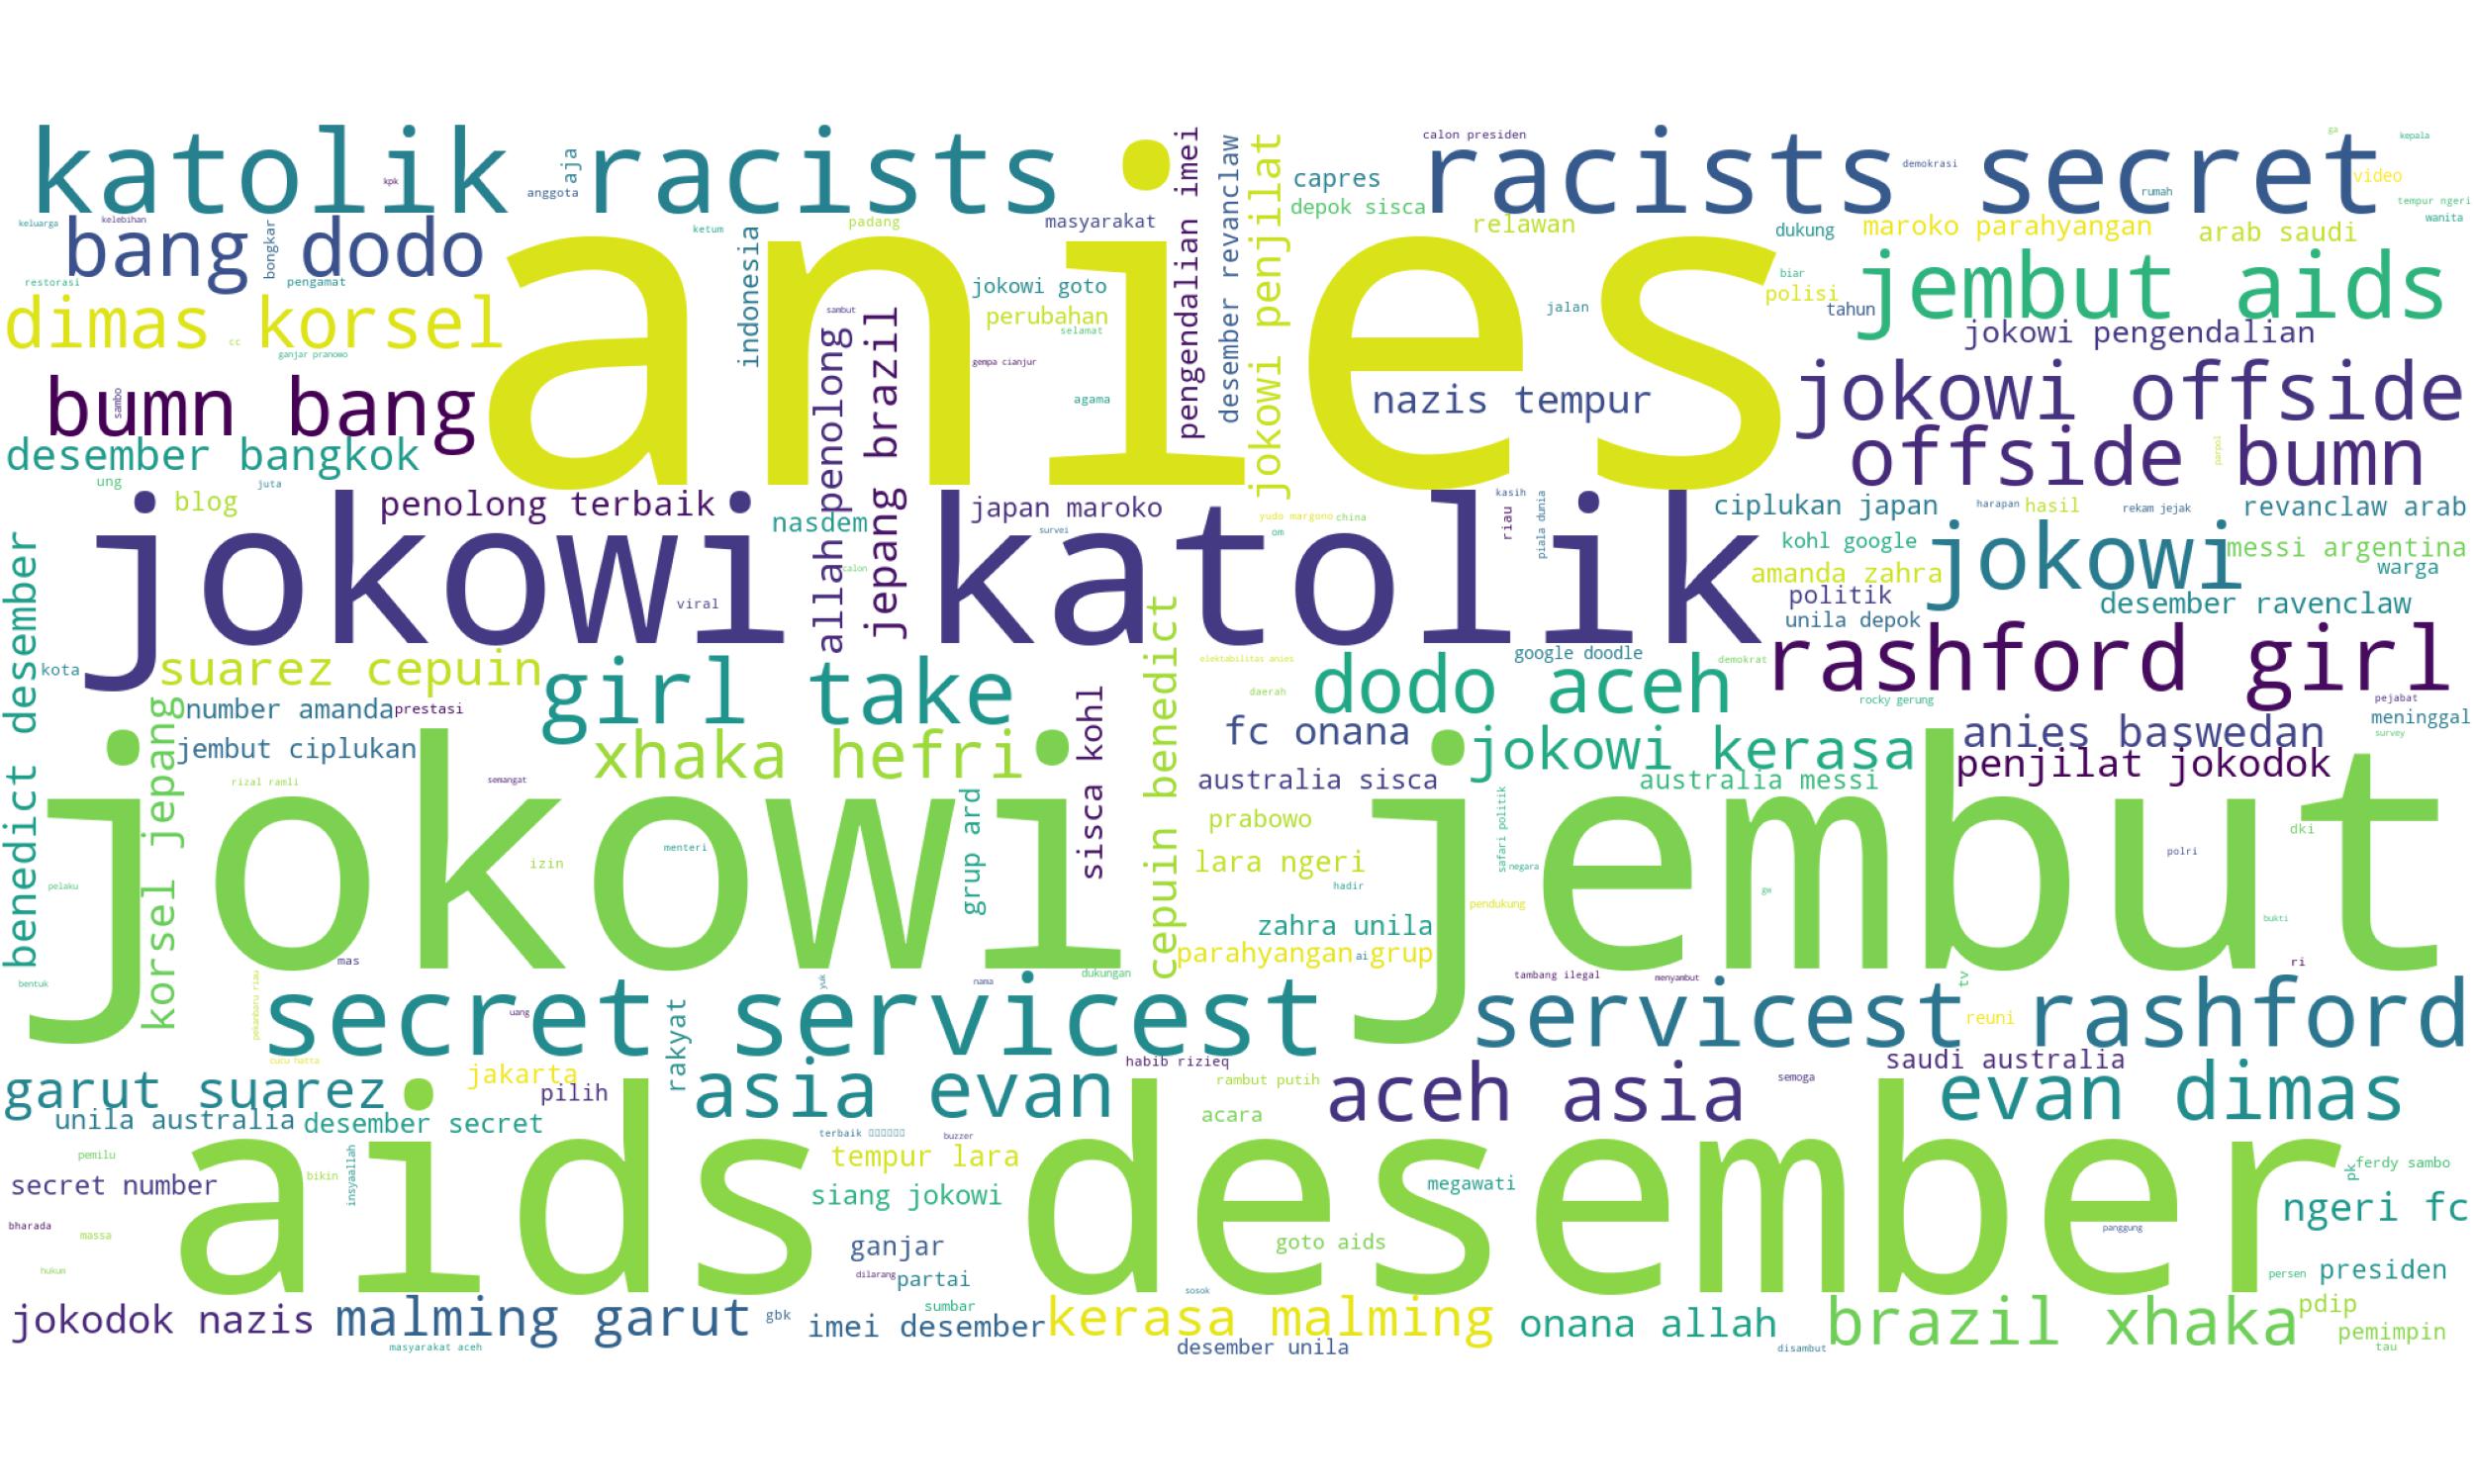 katolik racists
racists secret
calon presiden
ga
kepala
aja
kpk
anggota
demokrasi
rumah
video
tempur ngeri
wanita
capres
depok sisca
keluarga
kelebihan
padang
masyarakat
ketum
relawan
dukung
maroko parahyangan
arab saudi
bang dodo
bongkar
indonesia
anies
pengendalian imei
desember revanclaw
jokowi penjilat
jembut aids
restorasi
pengamat
jokowi goto
perubahan
selamat
sambut
jalan
biar
polisi
tahun
jokowi pengendalian
dimas korsel
cc
ganjar pranowo
allah penolong
jepang brazil
gempa cianjur
agama
nazis tempur
jokowi offside
bumn bang
sambo
offside bumn
parpol
desember bangkok
ung
juta
blog
penolong terbaik
nasdem
japan maroko
survei
calon
kasih
yudo margono
china
om
riau
piala dunia
ciplukan japan
harapan
hasil
rekam jejak
revanclaw arab
jokowi katolik
viral
kohl google
amanda zahra
politik
unila depok
jokowi
messi argentina
warga
desember ravenclaw
benedict desember
kota
suarez cepuin
girl take
cepuin benedict
elektabilitas anies
google doodle
demokrat
rashford girl
daerah
dodo aceh
rocky gerung
pejabat
meninggal
survey
number amanda
prestasi
jembut ciplukan
korsel jepang
xhaka hefri
sisca kohl
fc onana
jokowi kerasa
anies baswedan
penjilat jokodok
rizal ramli
semangat
australia sisca
australia messi
jokowi jembut
grup ard
prabowo
safari politik
dki
menteri
izin
lara ngeri
negara
polri
pelaku
hadir
gw
pendukung
zahra unila
bukti
parahyangan
ai
grup
mas
dukungan
bentuk
pekanbaru riau
yuk
nama
tambang ilegal
menyambut
tv
ri
secret servicest
uang
rakyat
servicest rashford
reuni
cucu hatta
jakarta
habib rizieq
saudi australia
garut suarez
pilih
asia evan
rambut putih
aceh asia
semoga
evan dimas
unila australia
desember secret
acara
terbaik
buzzer
aids desember
pemilu
bikin
insyaallah
tempur lara
pk
ferdy sambo
secret number
siang jokowi
megawati
ngeri fc
bharada
massa
panggung
ganjar
goto aids
hukum
dilarang
partai
persen
presiden
sosok
jokodok nazis
malming garut
gbk
sumbar
imei desember
kerasa malming
onana allah
brazil xhaka
pdip
pemimpin
masyarakat aceh
desember unila
disambut
tau